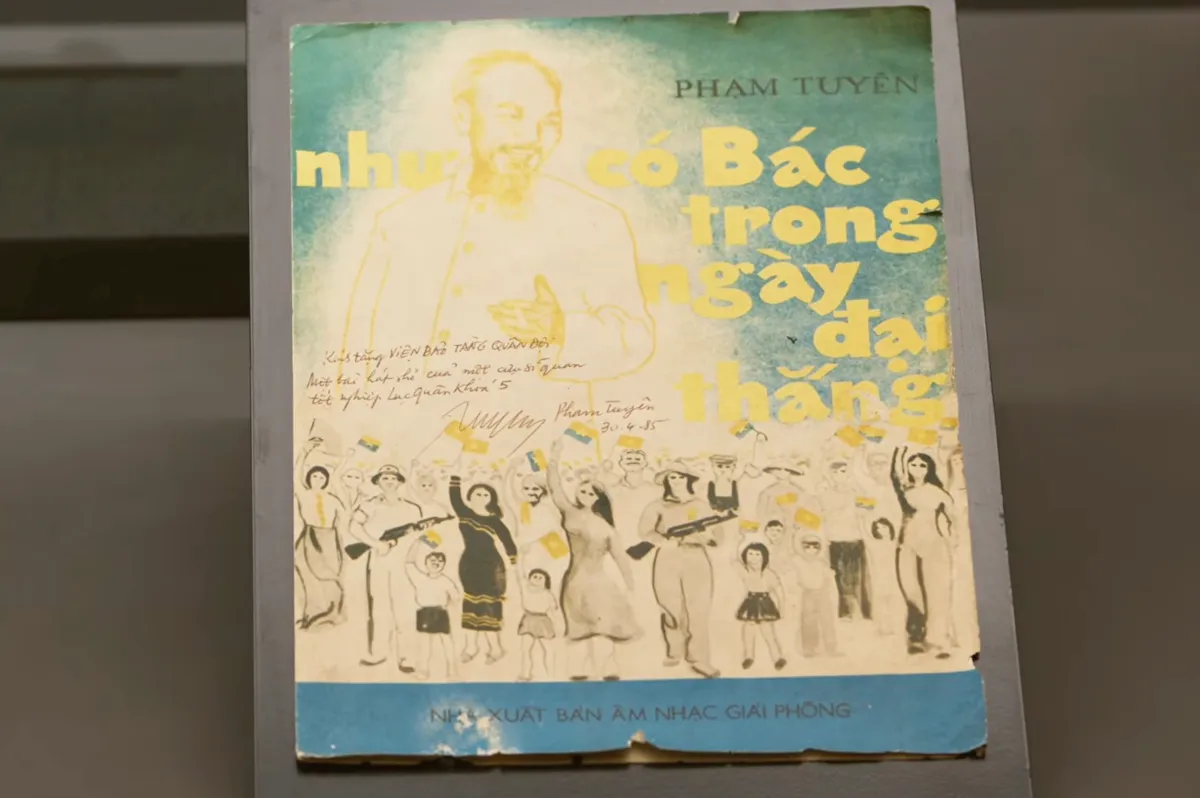 PHẠM TUYÊN
như có Bác
trong
ngày
đại
thắng
Kính tặng VIỆN BẢO TÀNG QUÂN ĐỘI
Một bài hát nhỏ của một cựu sĩ quan
tốt nghiệp Lục Quân Khóa 5
Phạm Tuyên
30.4.85
NHÀ XUẤT BẢN ÂM NHẠC GIẢI PHÓNG